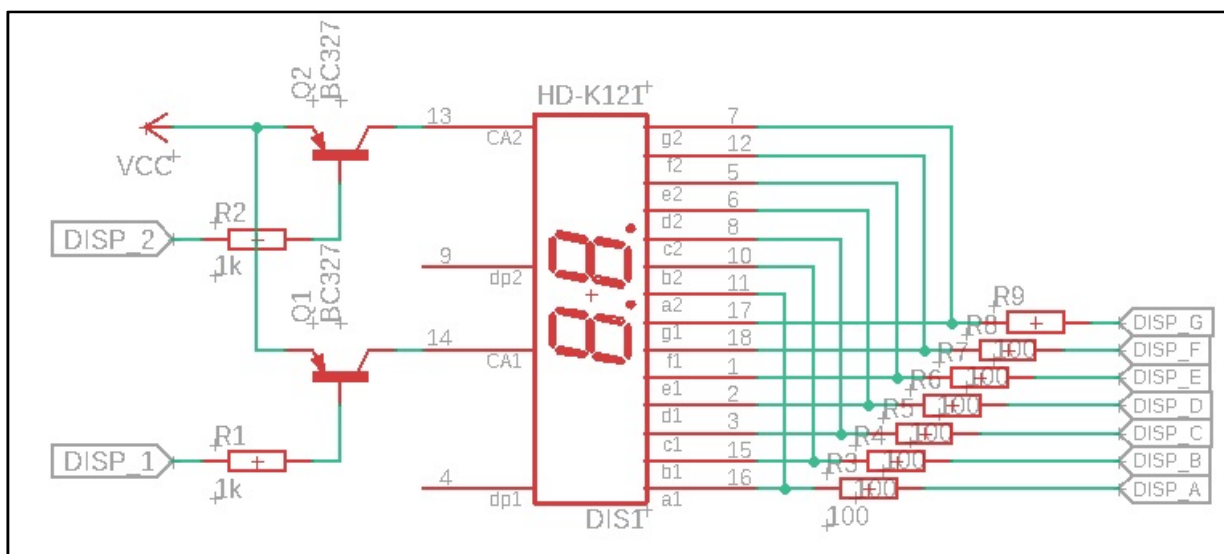 Q2
BC327
VCC
DISP_2
R2
1k
Q1
BC327
DISP_1
R1
1k
13
CA2
9
dp2
14
CA1
4
dp1
HD-K121
DIS1
7
g2
12
f2
5
e2
6
d2
8
c2
10
b2
11
a2
17
g1
18
f1
1
e1
2
d1
3
c1
15
b1
16
a1
R9
R8
R7
R6
R5
R4
R3
100
100
100
100
100
100
100
DISP_G
DISP_F
DISP_E
DISP_D
DISP_C
DISP_B
DISP_A